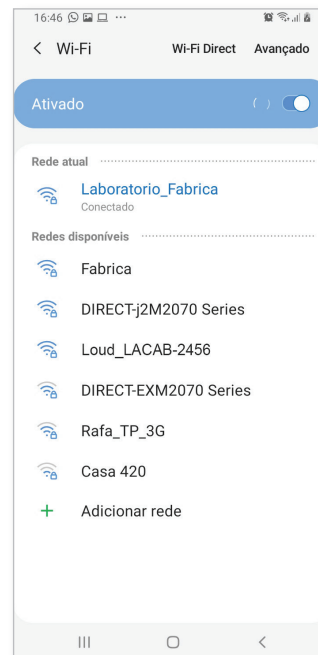 16:46
Wi-Fi Wi-Fi Direct Avançado
Ativado
Rede atual
Laboratorio_Fabrica
Conectado
Redes disponíveis
Fabrica
DIRECT-j2M2070 Series
Loud_LACAB-2456
DIRECT-EXM2070 Series
Rafa_TP_3G
Casa 420
Adicionar rede